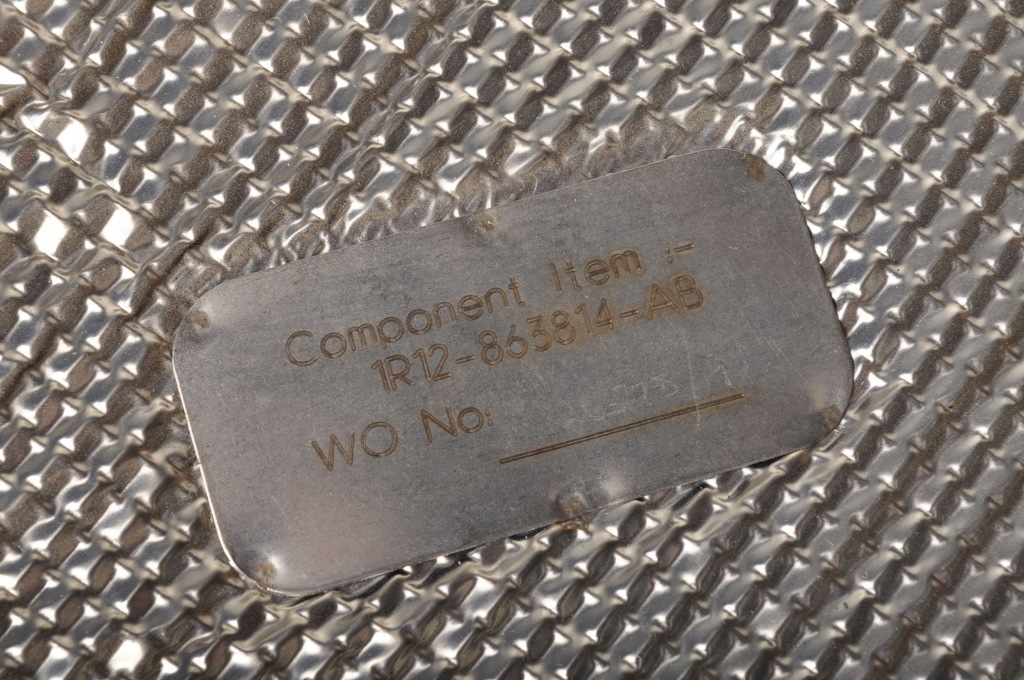 Component Item :-
1R12-863814-AB
WO No: